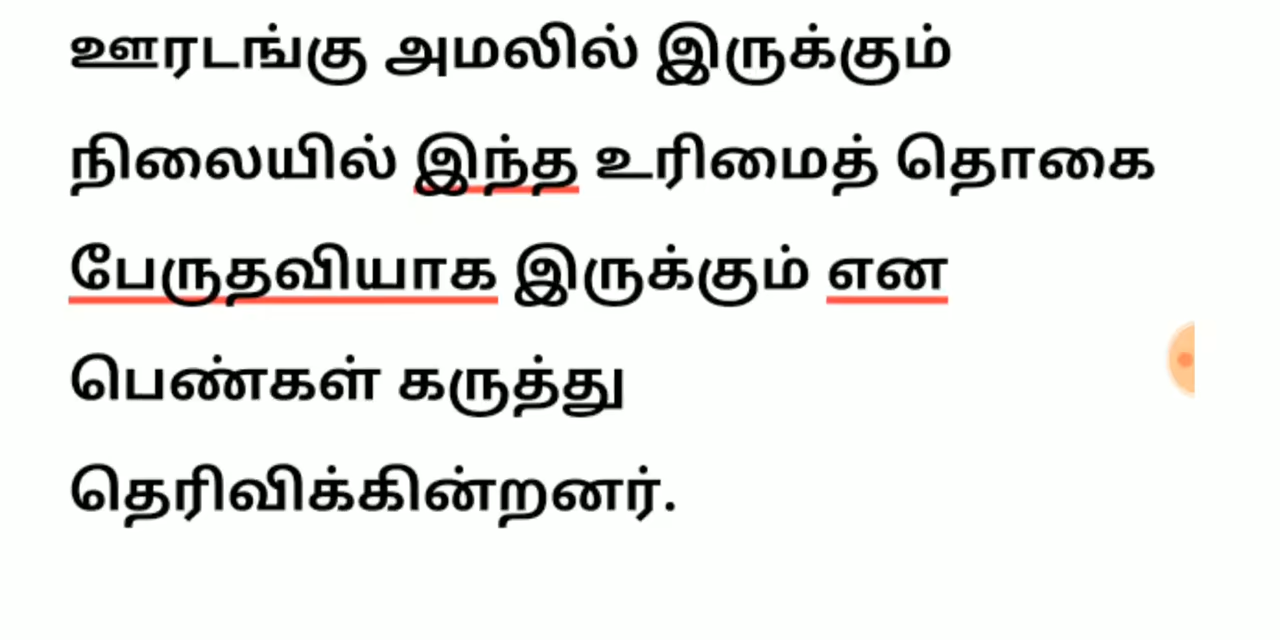 ஊரடங்கு அமலில் இருக்கும்
நிலையில் இந்த உரிமைத் தொகை
பேருதவியாக இருக்கும் என
பெண்கள் கருத்து
தெரிவிக்கின்றனர்.